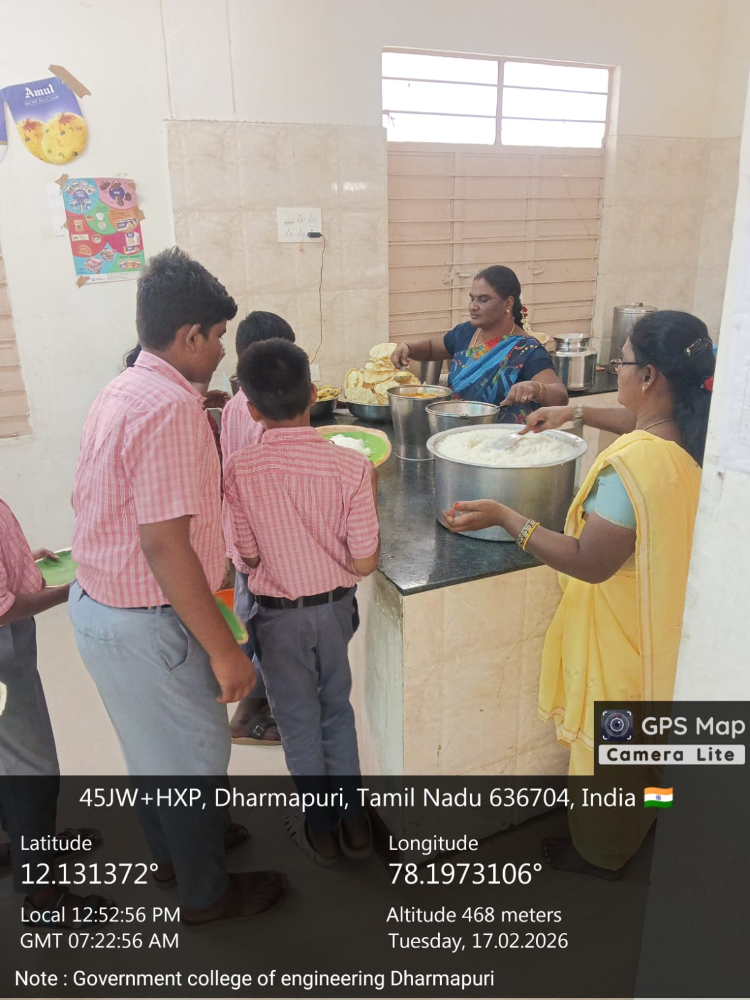 Amul
GPS Map
Camera Lite
45JW+HXP, Dharmapuri, Tamil Nadu 636704, India
Latitude
12.131372°
Longitude
78.1973106°
Local 12:52:56 PM
GMT 07:22:56 AM
Altitude 468 meters
Tuesday, 17.02.2026
Note : Government college of engineering Dharmapuri